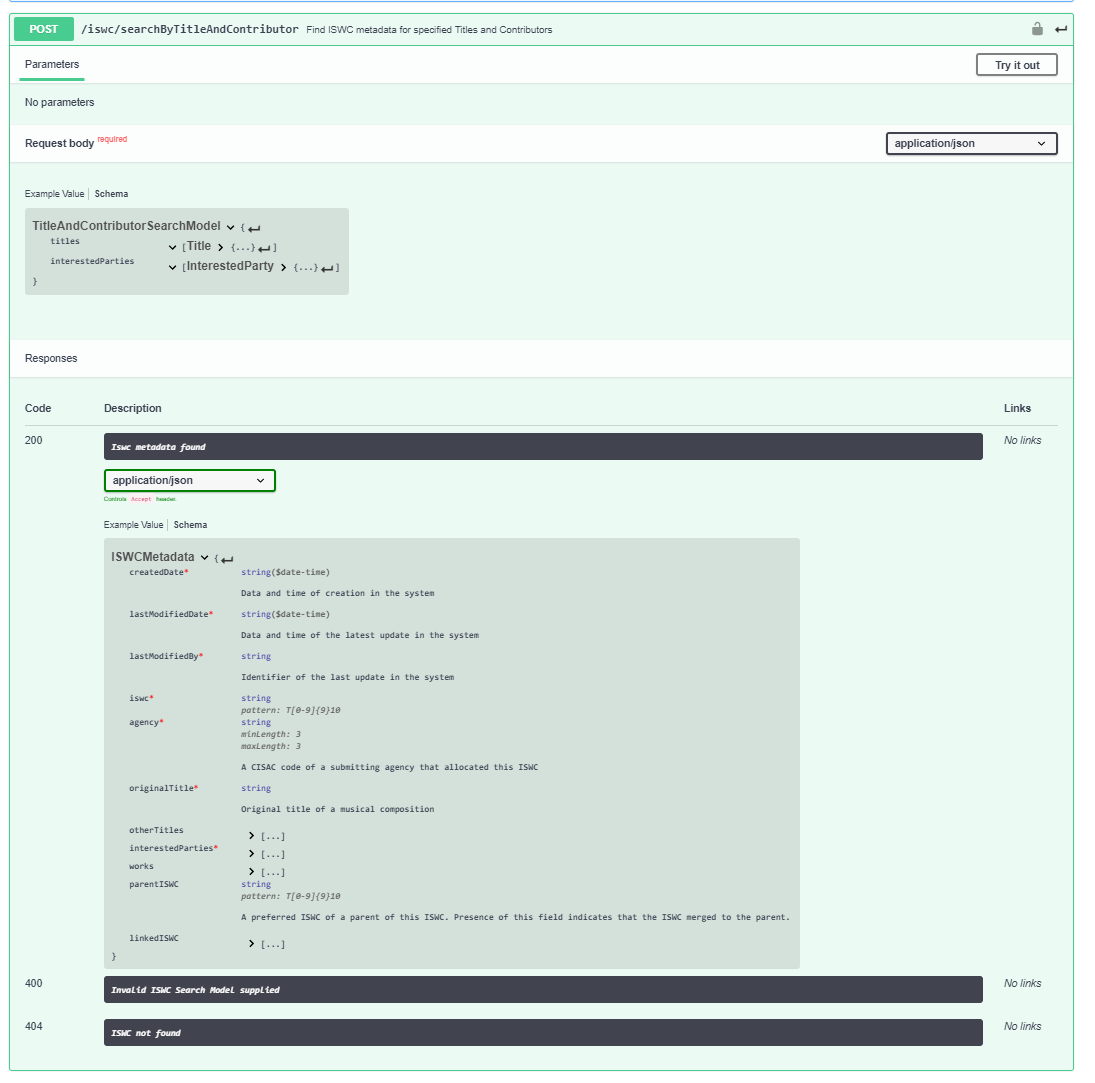 POST /iswc/searchByTitleAndContributor Find ISWC metadata for specified Titles and Contributors
Parameters
Try it out
No parameters
Request body required
application/json
Example Value | Schema
TitleAndContributorSearchModel {
titles [Title {...} ]
interestedParties [InterestedParty {...} ]
}
Responses
Code Description Links
200 Iswc metadata found No links
application/json
Controls Accept header.
Example Value | Schema
ISWCMetadata {
createdDate* string($date-time)
Data and time of creation in the system
lastModifiedDate* string($date-time)
Data and time of the latest update in the system
lastModifiedBy* string
Identifier of the last update in the system
iswc* string
pattern: T[0-9]{9}10
agency* string
minLength: 3
maxLength: 3
A CISAC code of a submitting agency that allocated this ISWC
originalTitle* string
Original title of a musical composition
otherTitles [...]
interestedParties* [...]
works [...]
parentISWC string
pattern: T[0-9]{9}10
A preferred ISWC of a parent of this ISWC. Presence of this field indicates that the ISWC merged to the parent.
linkedISWC [...]
}
400 Invalid ISWC Search Model supplied No links
404 ISWC not found No links